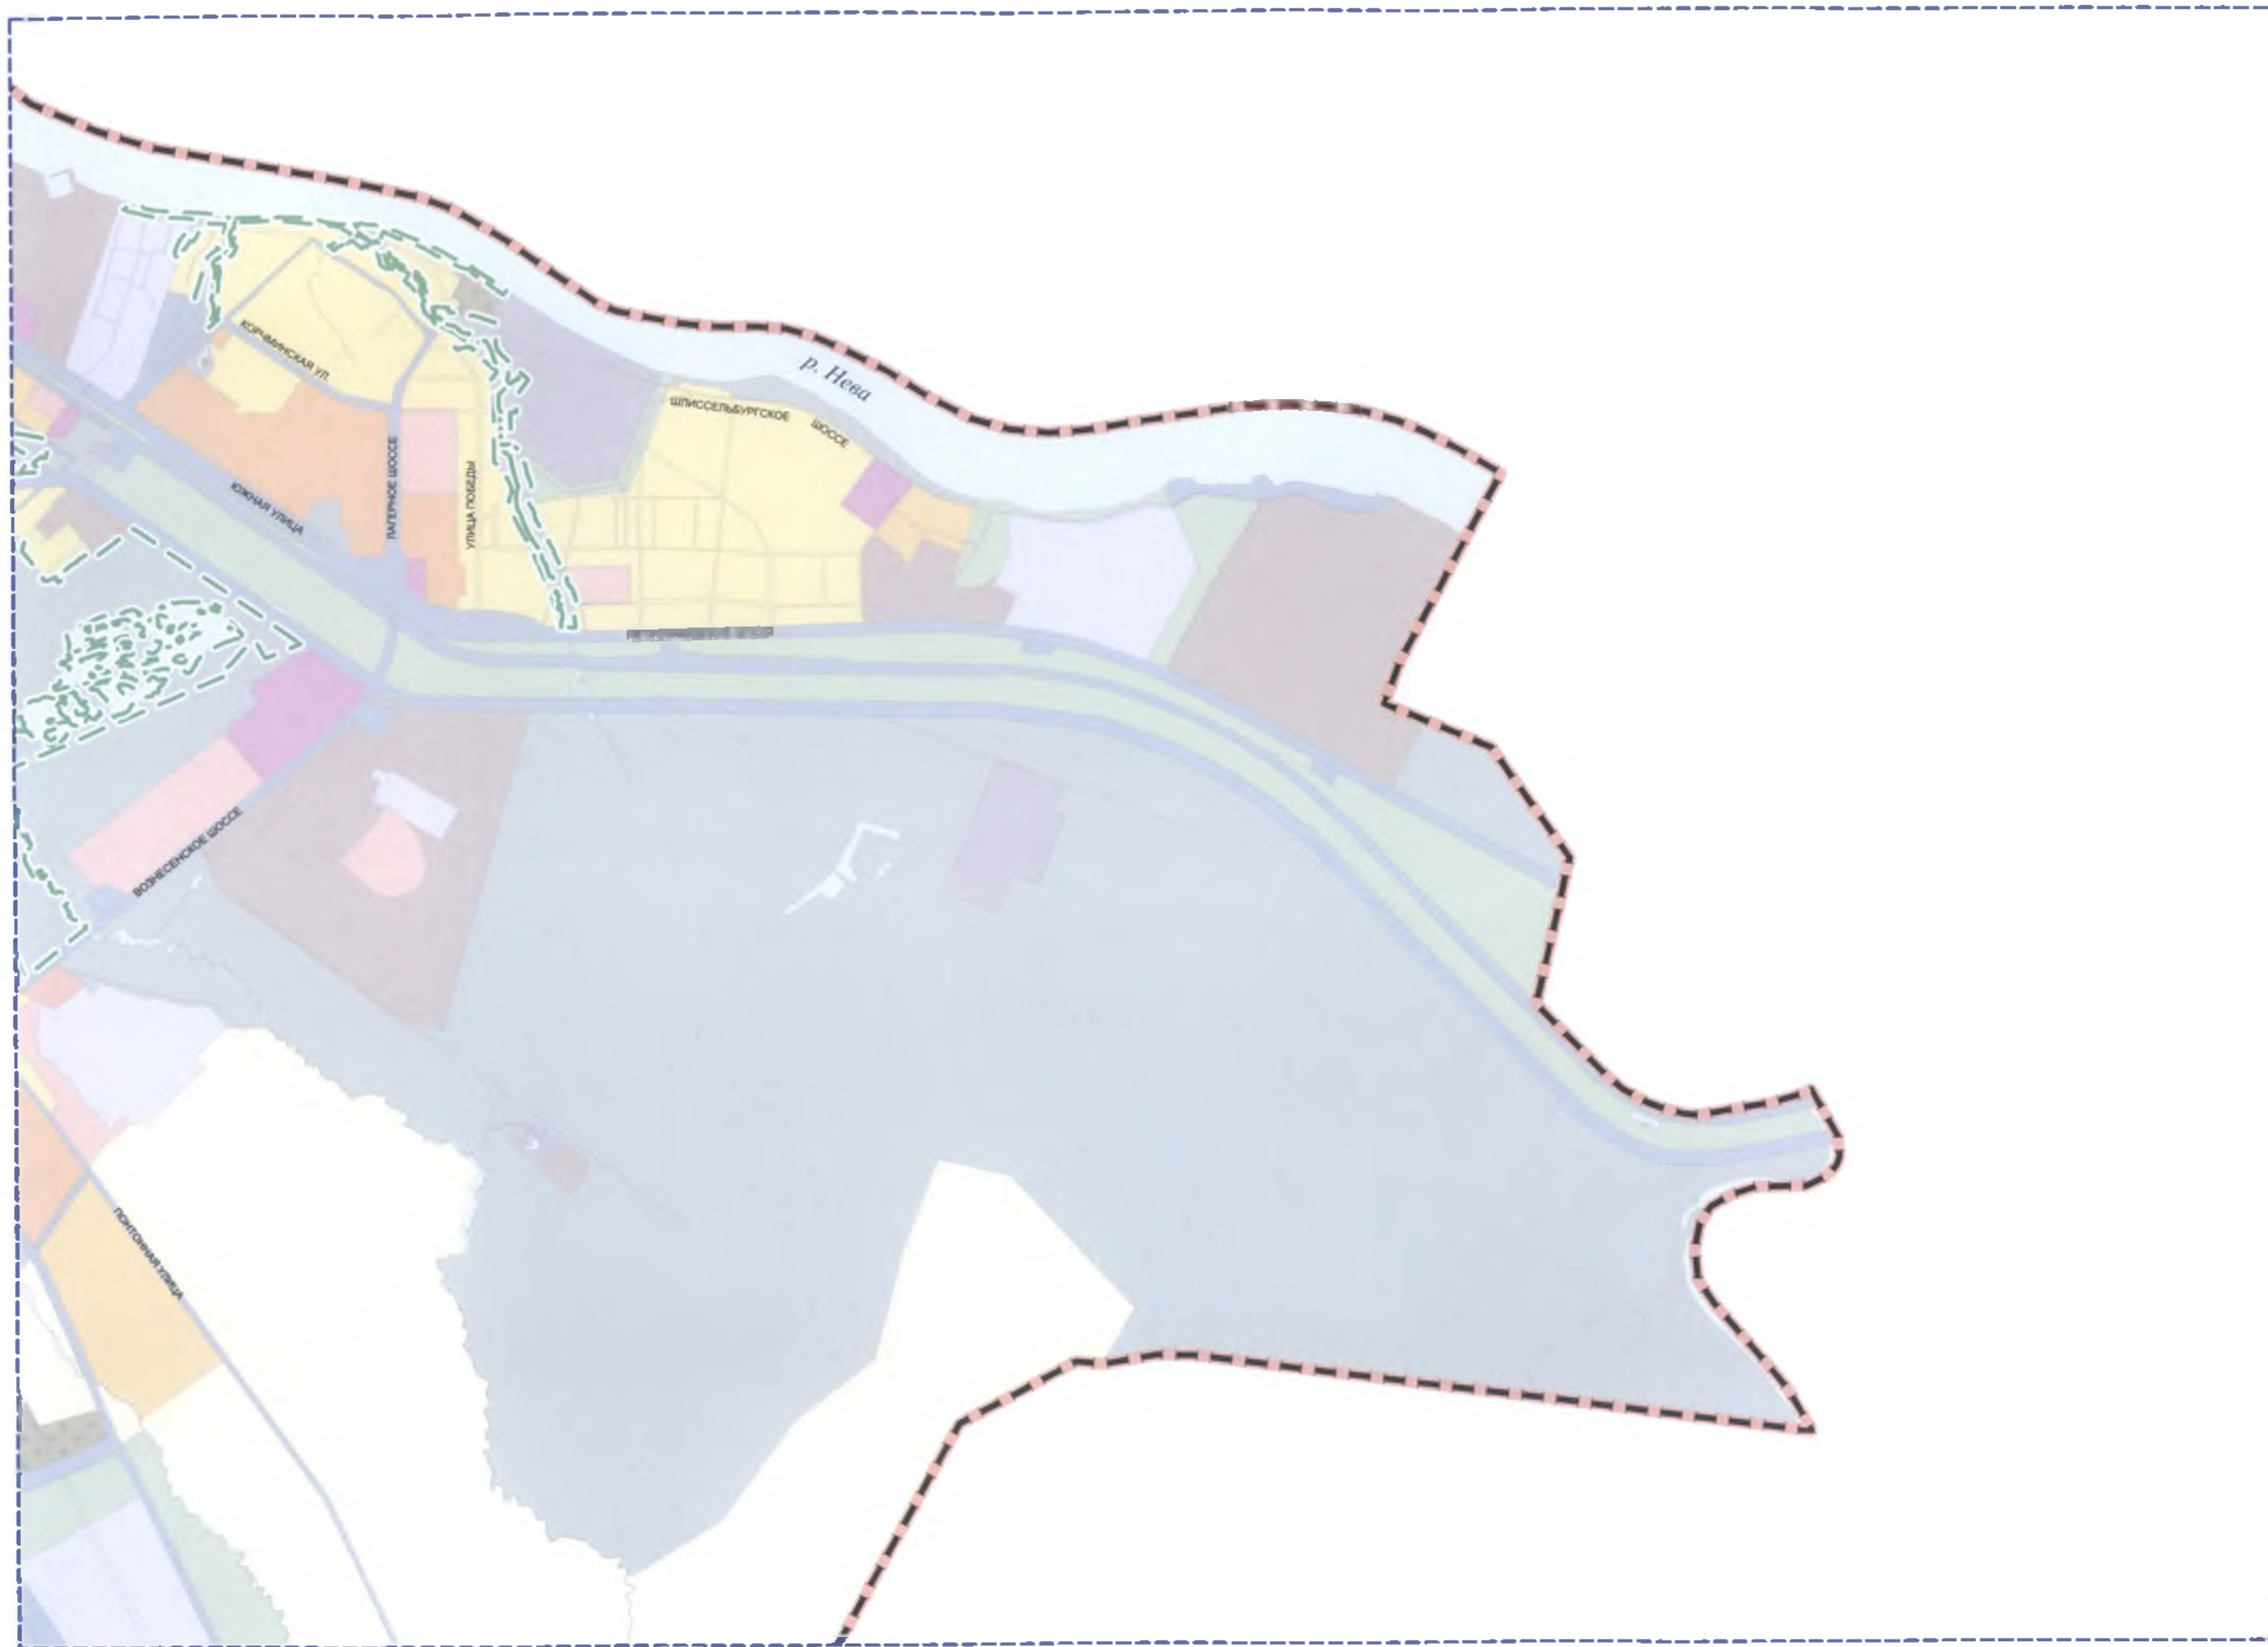 р. Нева
КОРЧМИНСКАЯ УЛ.
ШЛИССЕЛЬБУРГСКОЕ ШОССЕ
ЛАГЕРНОЕ ШОССЕ
УЛИЦА ПОБЕДЫ
ЮЖНАЯ УЛИЦА
ВОЗНЕСЕНСКОЕ ШОССЕ
ПОНТОННАЯ УЛИЦА